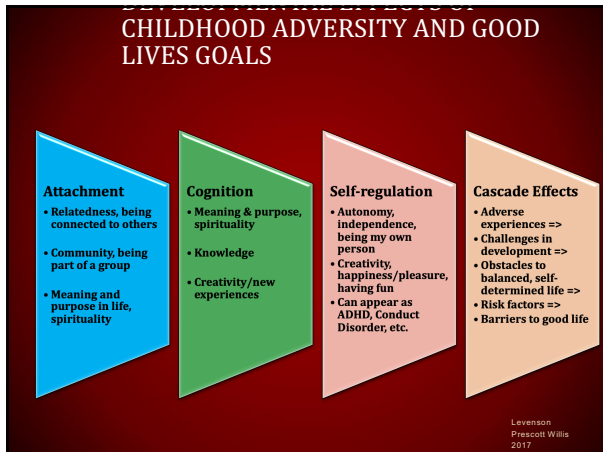 DEVELOPMENTAL EFFECTS OF
CHILDHOOD ADVERSITY AND GOOD
LIVES GOALS
Attachment
• Relatedness, being
connected to others
• Community, being
part of a group
• Meaning and
purpose in life,
spirituality
Cognition
• Meaning & purpose,
spirituality
• Knowledge
• Creativity/new
experiences
Self-regulation
• Autonomy,
independence,
being my own
person
• Creativity,
happiness/pleasure,
having fun
• Can appear as
ADHD, Conduct
Disorder, etc.
Cascade Effects
• Adverse
experiences =>
• Challenges in
development =>
• Obstacles to
balanced, self-
determined life =>
• Risk factors =>
• Barriers to good life
Levenson
Prescott Willis
2017